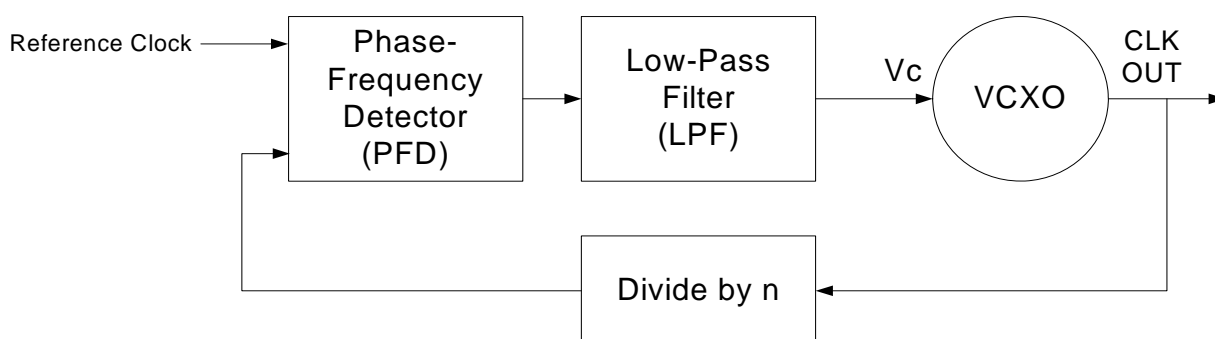 Reference Clock
Phase-
Frequency
Detector
(PFD)
Low-Pass
Filter
(LPF)
Vc
VCXO
CLK
OUT
Divide by n